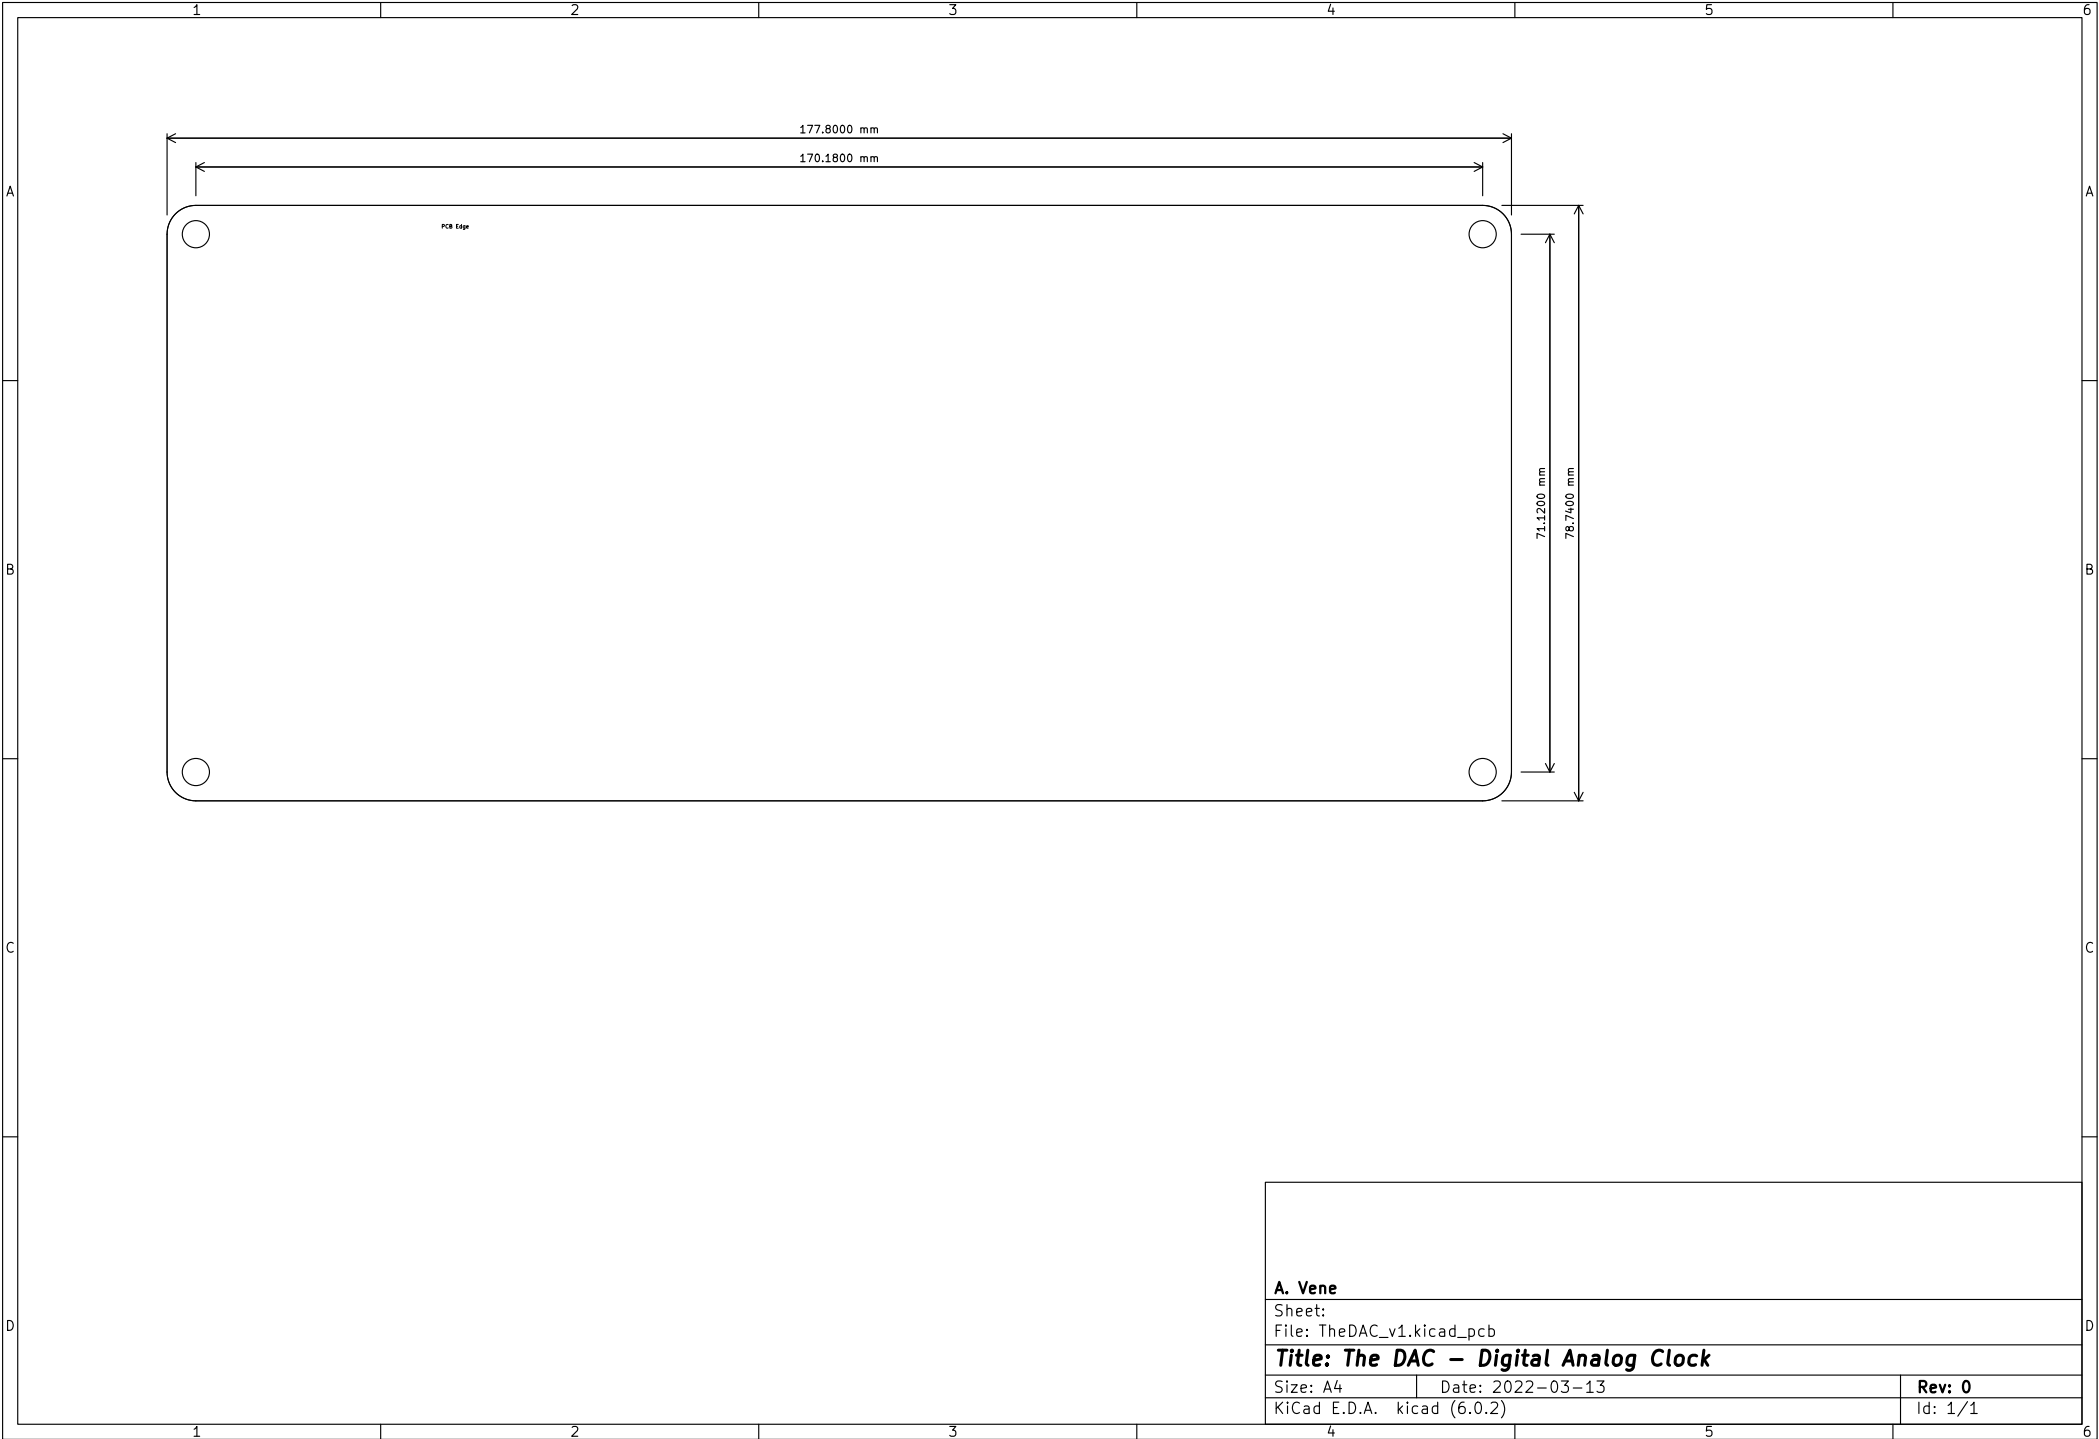 1 2 3 4 5 6
177.8000 mm
170.1800 mm
A A
PCB Edge
71.1200 mm
78.7400 mm
B B
C C
A. Vene
Sheet:
File: TheDAC_v1.kicad_pcb
D D
Title: The DAC – Digital Analog Clock
Size: A4 Date: 2022-03-13 Rev: 0
KiCad E.D.A. kicad (6.0.2) Id: 1/1
1 2 3 4 5 6